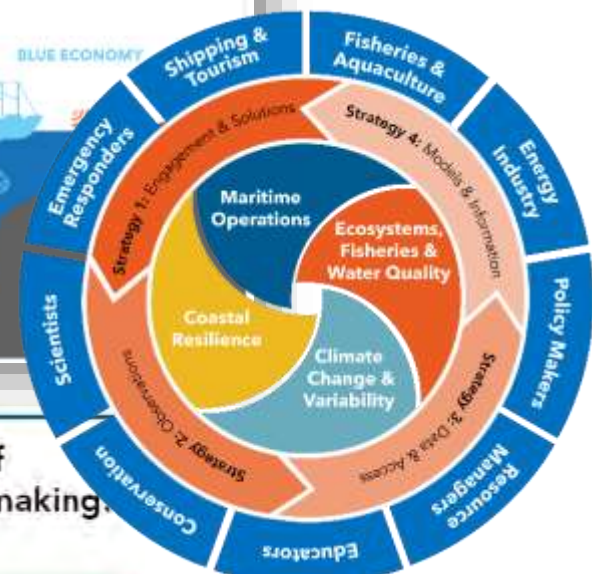 BLUE ECONOMY
Shipping &
Tourism
Fisheries &
Aquaculture
Energy
Industry
Policy Makers
Resource
Managers
Educators
Conservation
Scientists
Emergency
Responders
Strategy 1: Engagement & Solutions
Strategy 4: Models & Information
Strategy 3: Data & Access
Strategy 2: Observations
Maritime
Operations
Ecosystems,
Fisheries &
Water Quality
Climate
Change &
Variability
Coastal
Resilience